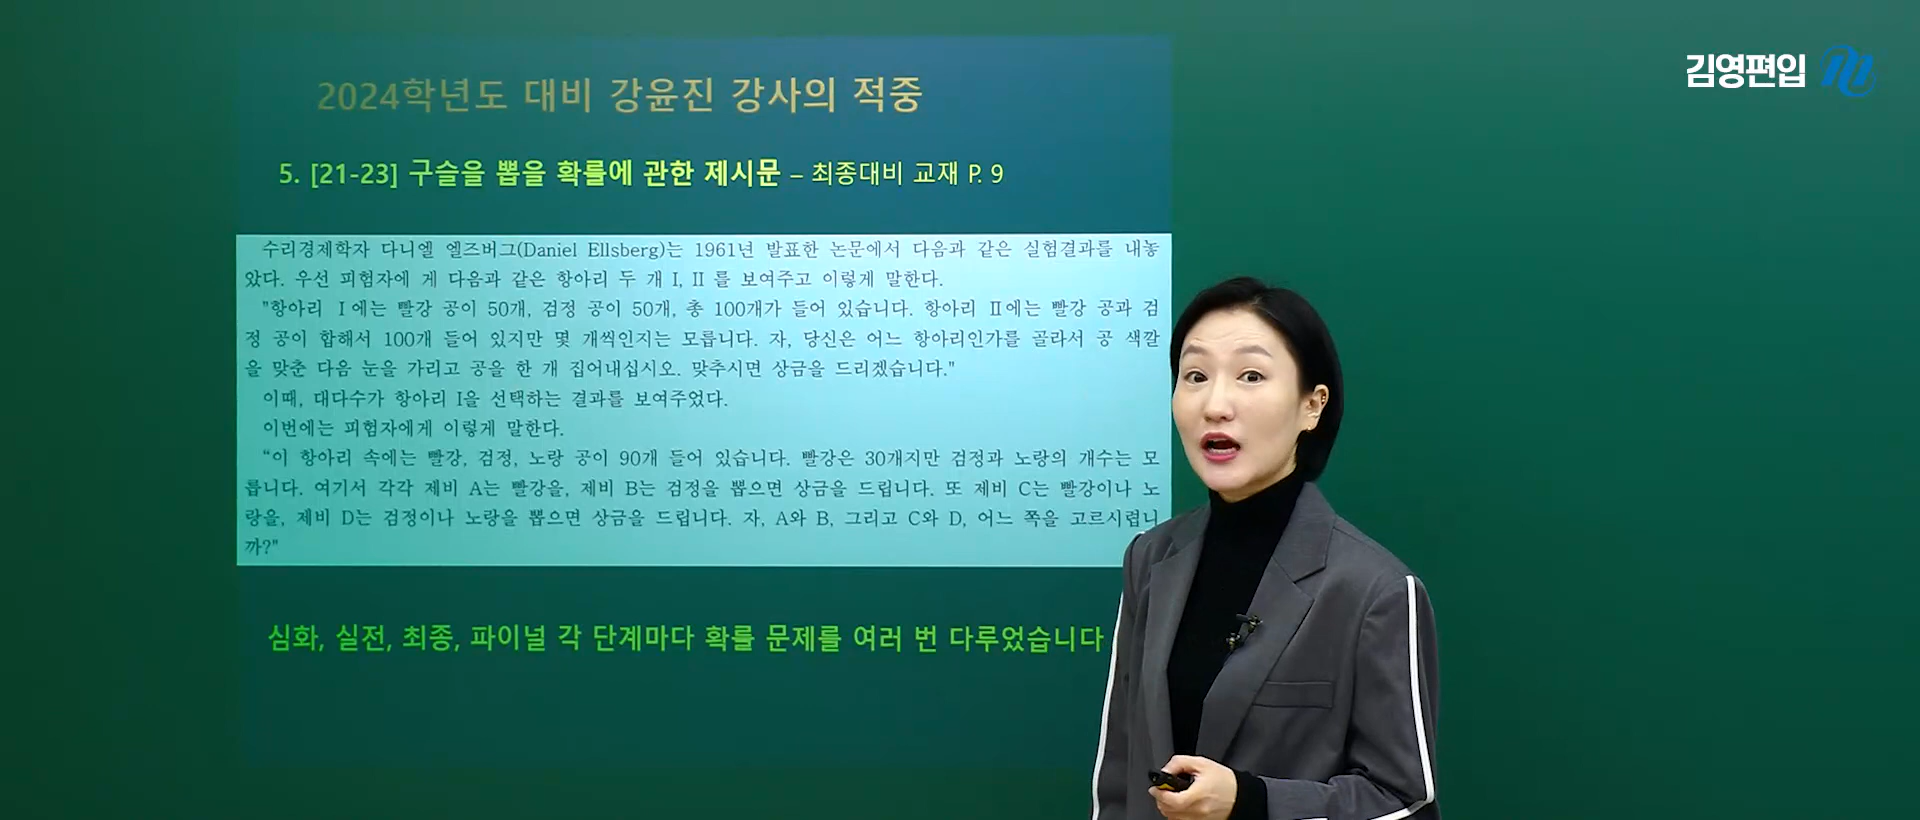 김영편입
2024학년도 대비 강윤진 강사의 적중
5. [21-23] 구슬을 뽑을 확률에 관한 제시문 – 최종대비 교재 P. 9
수리경제학자 다니엘 엘즈버그(Daniel Ellsberg)는 1961년 발표한 논문에서 다음과 같은 실험결과를 내놓
았다. 우선 피험자에 게 다음과 같은 항아리 두 개 I, II 를 보여주고 이렇게 말한다.
"항아리 I에는 빨강 공이 50개, 검정 공이 50개, 총 100개가 들어 있습니다. 항아리 II에는 빨강 공과 검
정 공이 합해서 100개 들어 있지만 몇 개씩인지는 모릅니다. 자, 당신은 어느 항아리인가를 골라서 공 색깔
을 맞춘 다음 눈을 가리고 공을 한 개 집어내십시오. 맞추시면 상금을 드리겠습니다."
이때, 대다수가 항아리 I을 선택하는 결과를 보여주었다.
이번에는 피험자에게 이렇게 말한다.
“이 항아리 속에는 빨강, 검정, 노랑 공이 90개 들어 있습니다. 빨강은 30개지만 검정과 노랑의 개수는 모
릅니다. 여기서 각각 제비 A는 빨강을, 제비 B는 검정을 뽑으면 상금을 드립니다. 또 제비 C는 빨강이나 노
랑을, 제비 D는 검정이나 노랑을 뽑으면 상금을 드립니다. 자, A와 B, 그리고 C와 D, 어느 쪽을 고르시렵니
까?"
심화, 실전, 최종, 파이널 각 단계마다 확률 문제를 여러 번 다루었습니다